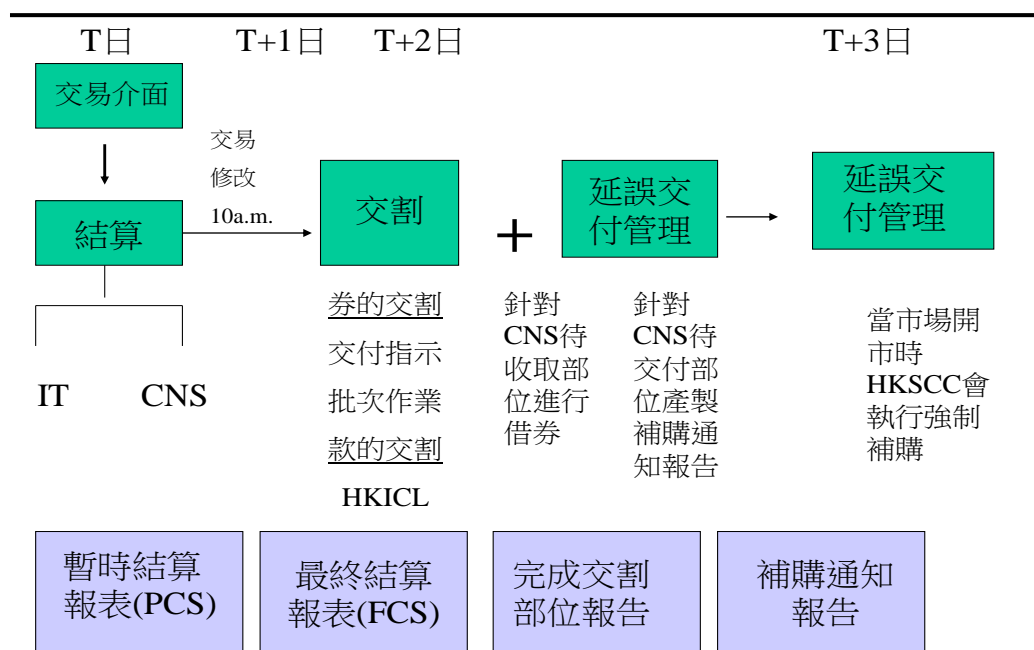 T日
T+1日
T+2日
T+3日
交易介面
交易
修改
10a.m.
結算
交割
+
延誤交
付管理
延誤交
付管理
IT
CNS
券的交割
交付指示
批次作業
款的交割
HKICL
針對
CNS待
收取部
位進行
借券
針對
CNS待
交付部
位產製
補購通
知報告
當市場開
市時
HKSCC會
執行強制
補購
暫時結算
報表(PCS)
最終結算
報表(FCS)
完成交割
部位報告
補購通知
報告